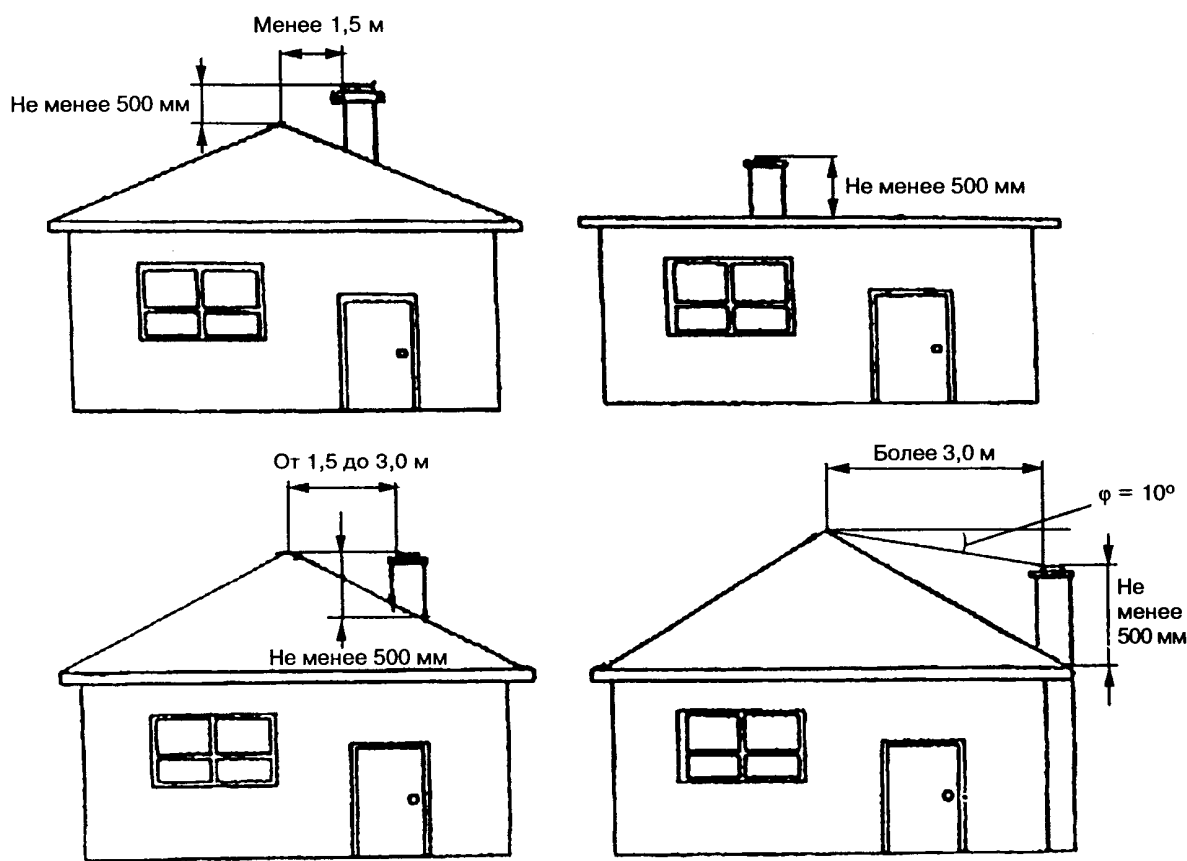 Менее 1,5 м
Не менее 500 мм
Не менее 500 мм
От 1,5 до 3,0 м
Не менее 500 мм
Более 3,0 м
φ = 10º
Не
менее
500 мм